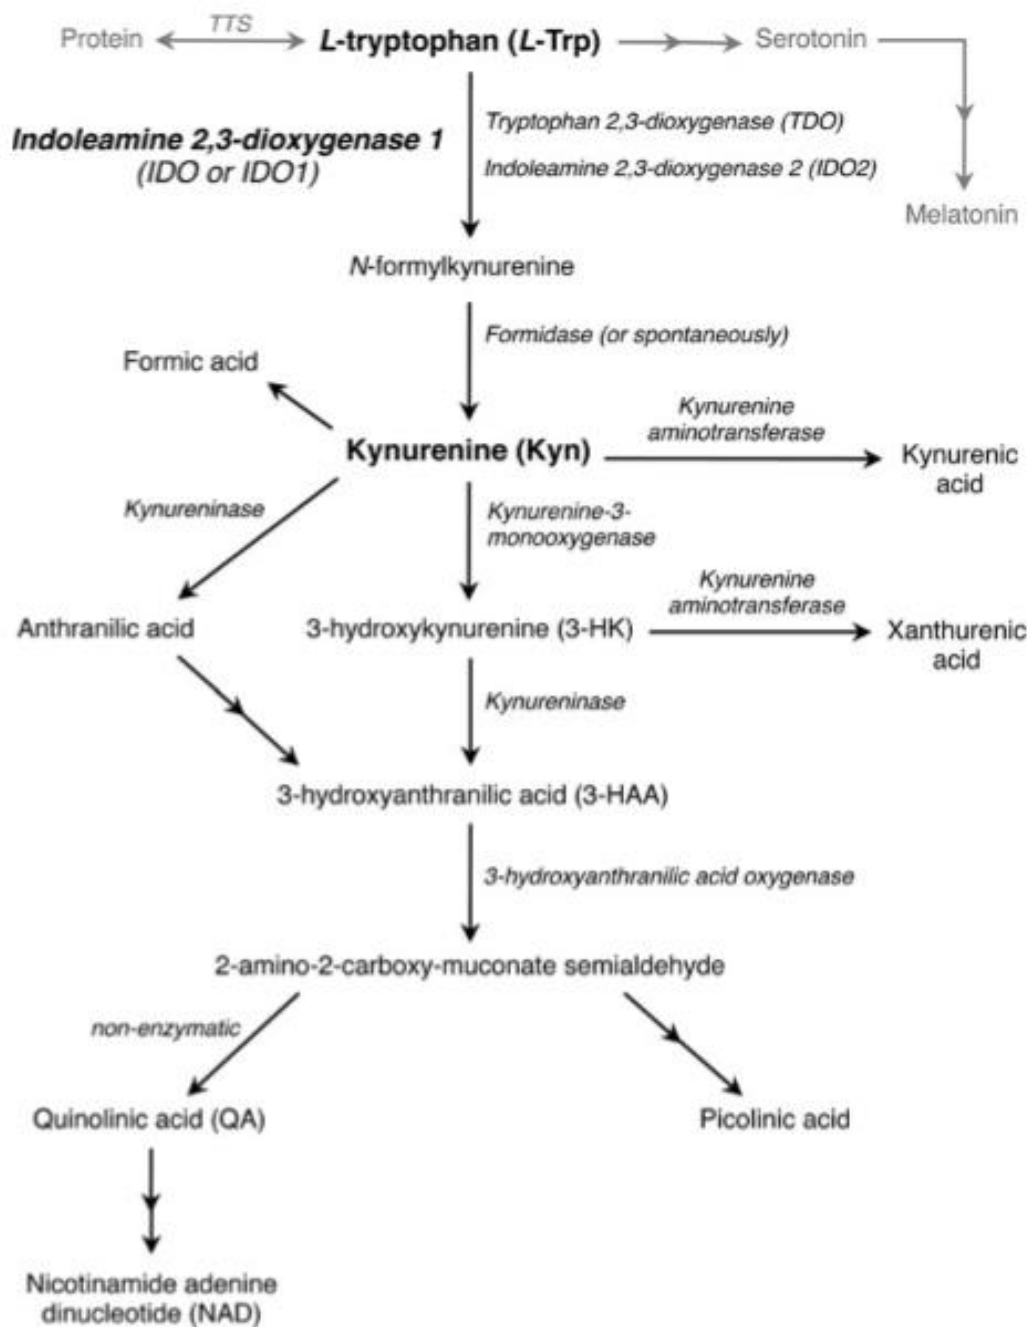 TTS
Protein
L-tryptophan (L-Trp)
Serotonin
Indoleamine 2,3-dioxygenase 1
(IDO or IDO1)
Tryptophan 2,3-dioxygenase (TDO)
Indoleamine 2,3-dioxygenase 2 (IDO2)
Melatonin
N-formylkynurenine
Formidase (or spontaneously)
Formic acid
Kynurenine
aminotransferase
Kynurenine (Kyn)
Kynurenic
acid
Kynureninase
Kynurenine-3-
monooxygenase
Kynurenine
aminotransferase
Anthranilic acid
3-hydroxykynurenine (3-HK)
Xanthurenic
acid
Kynureninase
3-hydroxyanthranilic acid (3-HAA)
3-hydroxyanthranilic acid oxygenase
2-amino-2-carboxy-muconate semialdehyde
non-enzymatic
Quinolinic acid (QA)
Picolinic acid
Nicotinamide adenine
dinucleotide (NAD)